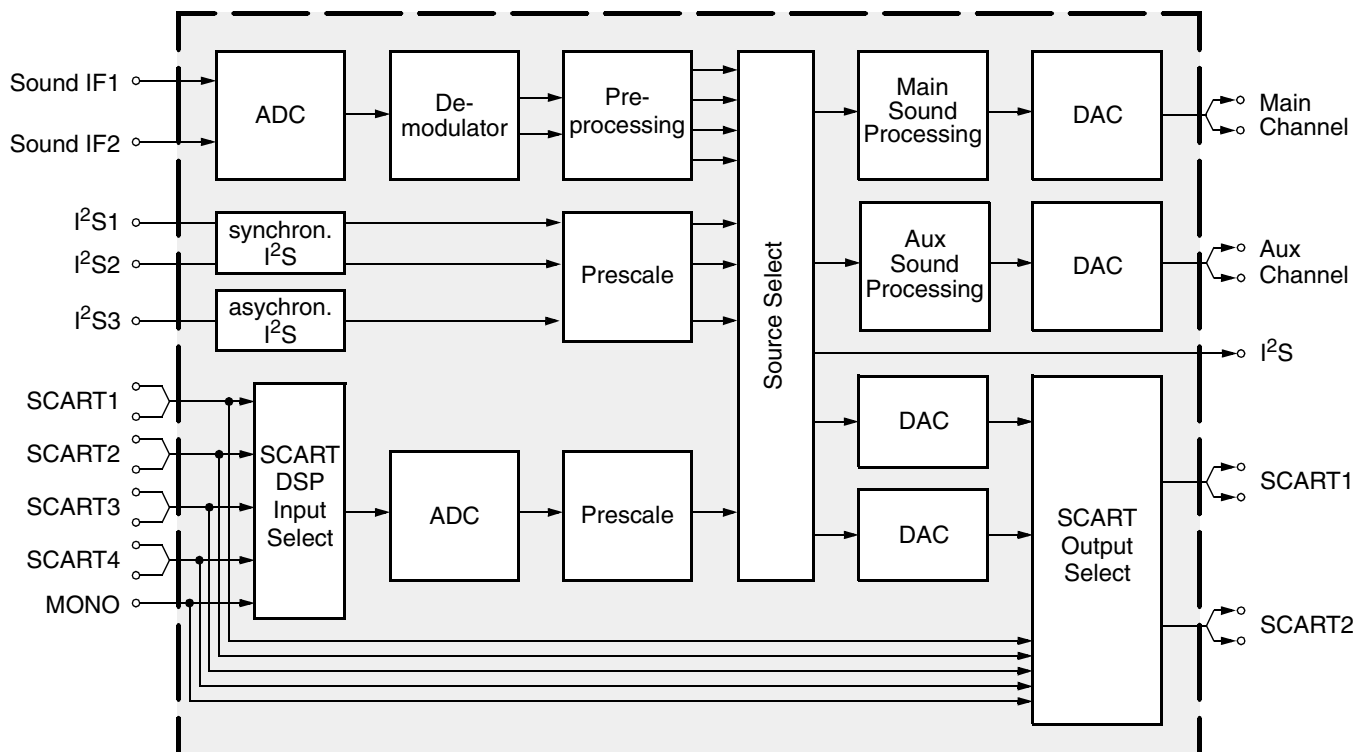 Sound IF1
Sound IF2
ADC
De-
modulator
Pre-
processing
Main
Sound
Processing
DAC
Main
Channel
I²S1
I²S2
synchron.
I²S
I²S3
asychron.
I²S
Prescale
Source Select
Aux
Sound
Processing
DAC
Aux
Channel
I²S
SCART1
SCART2
SCART3
SCART4
MONO
SCART
DSP
Input
Select
ADC
Prescale
DAC
DAC
SCART
Output
Select
SCART1
SCART2